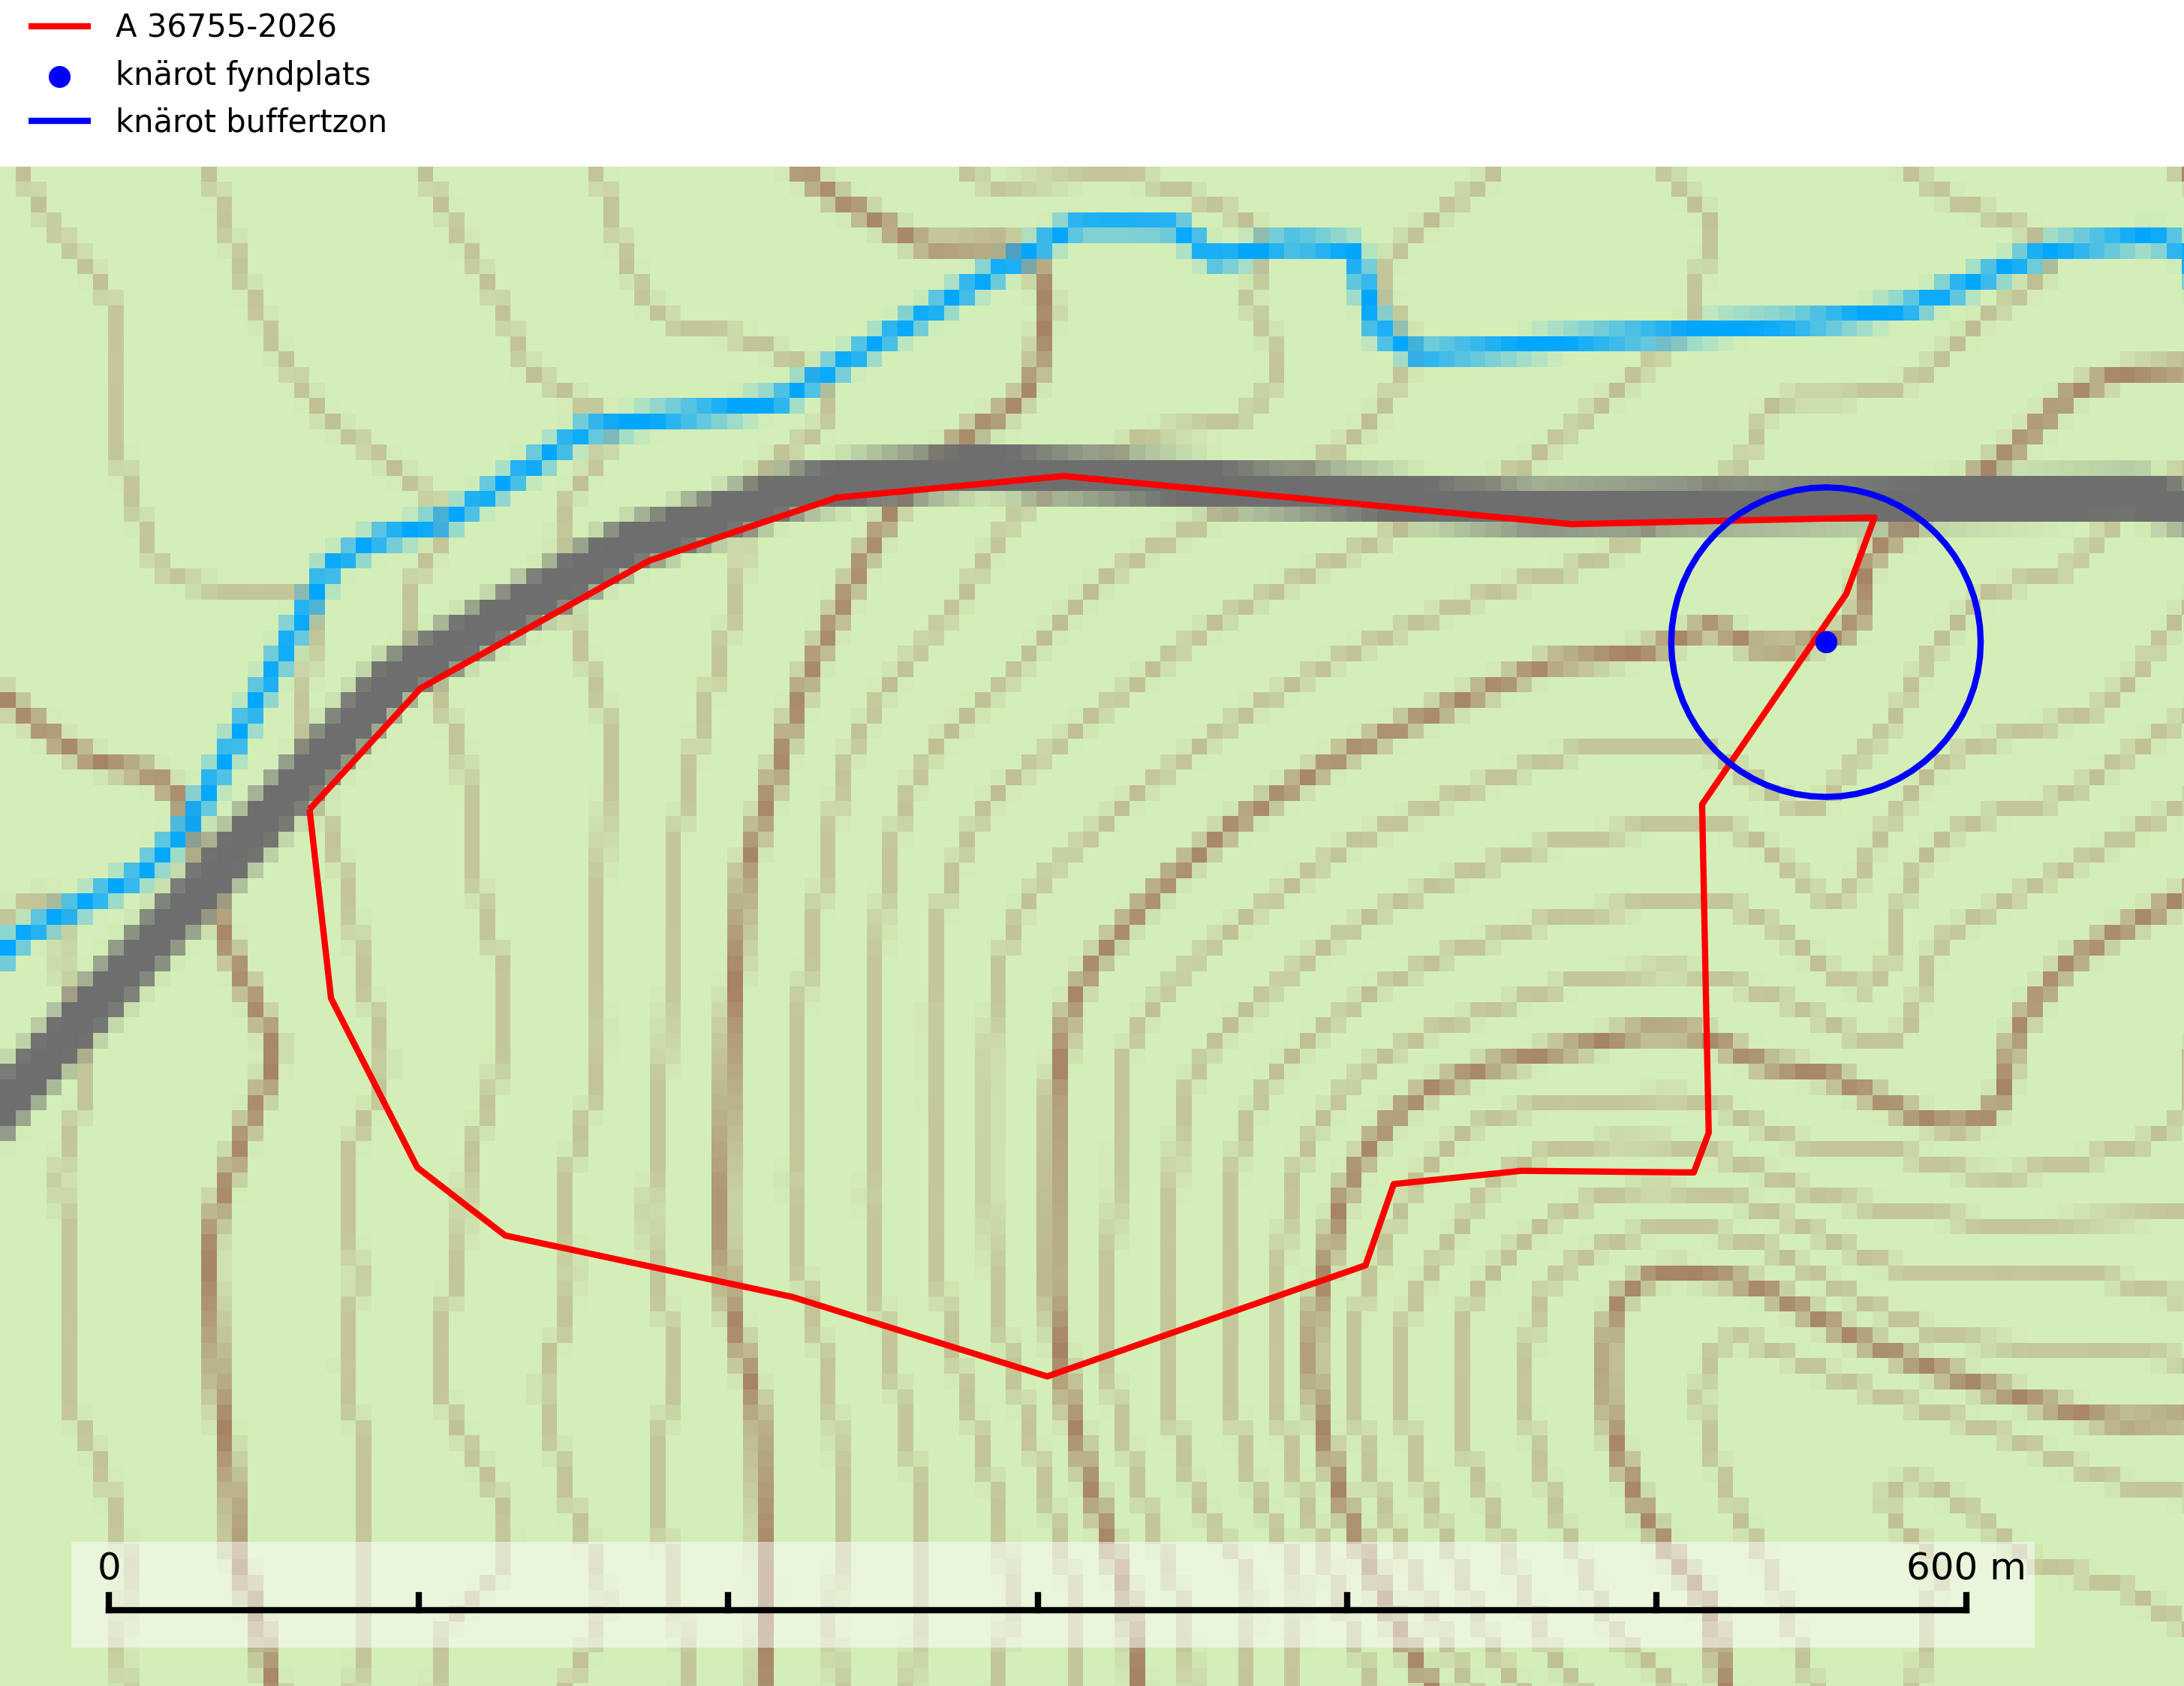 A 36755-2026
knärot fyndplats
knärot buffertzon
0 600 m